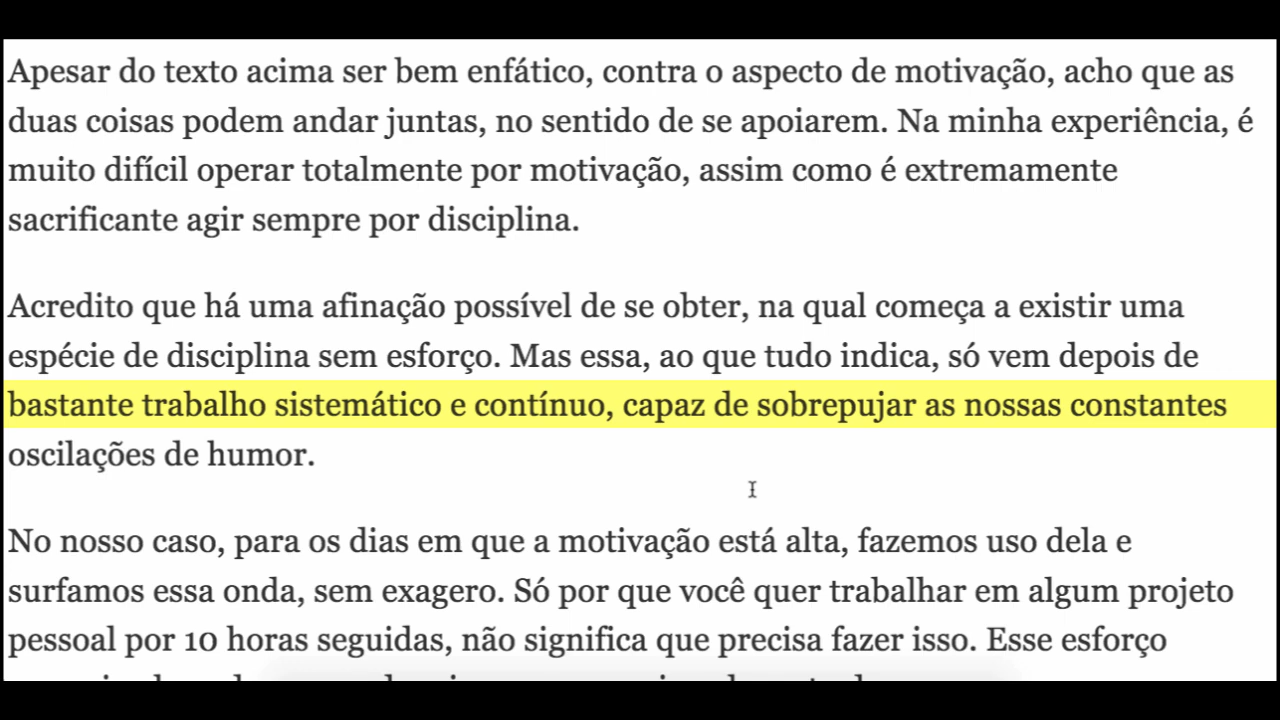 Apesar do texto acima ser bem enfático, contra o aspecto de motivação, acho que as
duas coisas podem andar juntas, no sentido de se apoiarem. Na minha experiência, é
muito difícil operar totalmente por motivação, assim como é extremamente
sacrificante agir sempre por disciplina.
Acredito que há uma afinação possível de se obter, na qual começa a existir uma
espécie de disciplina sem esforço. Mas essa, ao que tudo indica, só vem depois de
bastante trabalho sistemático e contínuo, capaz de sobrepujar as nossas constantes
oscilações de humor.
No nosso caso, para os dias em que a motivação está alta, fazemos uso dela e
surfamos essa onda, sem exagero. Só por que você quer trabalhar em algum projeto
pessoal por 10 horas seguidas, não significa que precisa fazer isso. Esse esforço